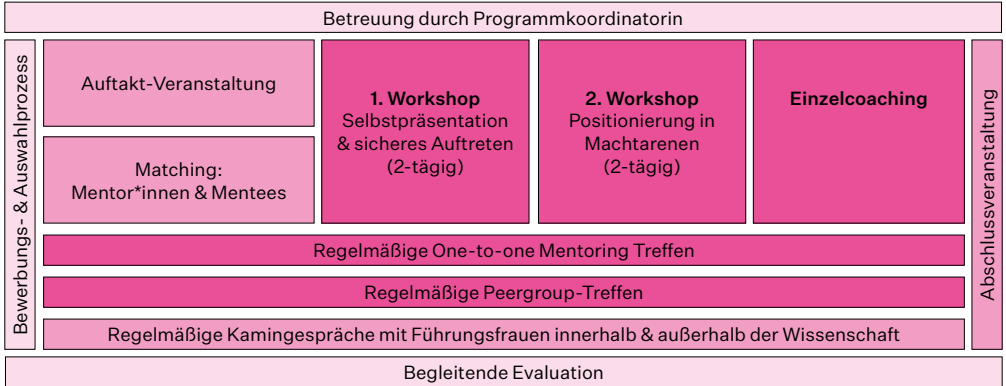 Betreuung durch Programmkoordinatorin
Bewerbungs- & Auswahlprozess
Auftakt-Veranstaltung
Matching:
Mentor*innen & Mentees
1. Workshop
Selbstpräsentation
& sicheres Auftreten
(2-tägig)
2. Workshop
Positionierung in
Machtarenen
(2-tägig)
Einzelcoaching
Abschlussveranstaltung
Regelmäßige One-to-one Mentoring Treffen
Regelmäßige Peergroup-Treffen
Regelmäßige Kamingespräche mit Führungsfrauen innerhalb & außerhalb der Wissenschaft
Begleitende Evaluation